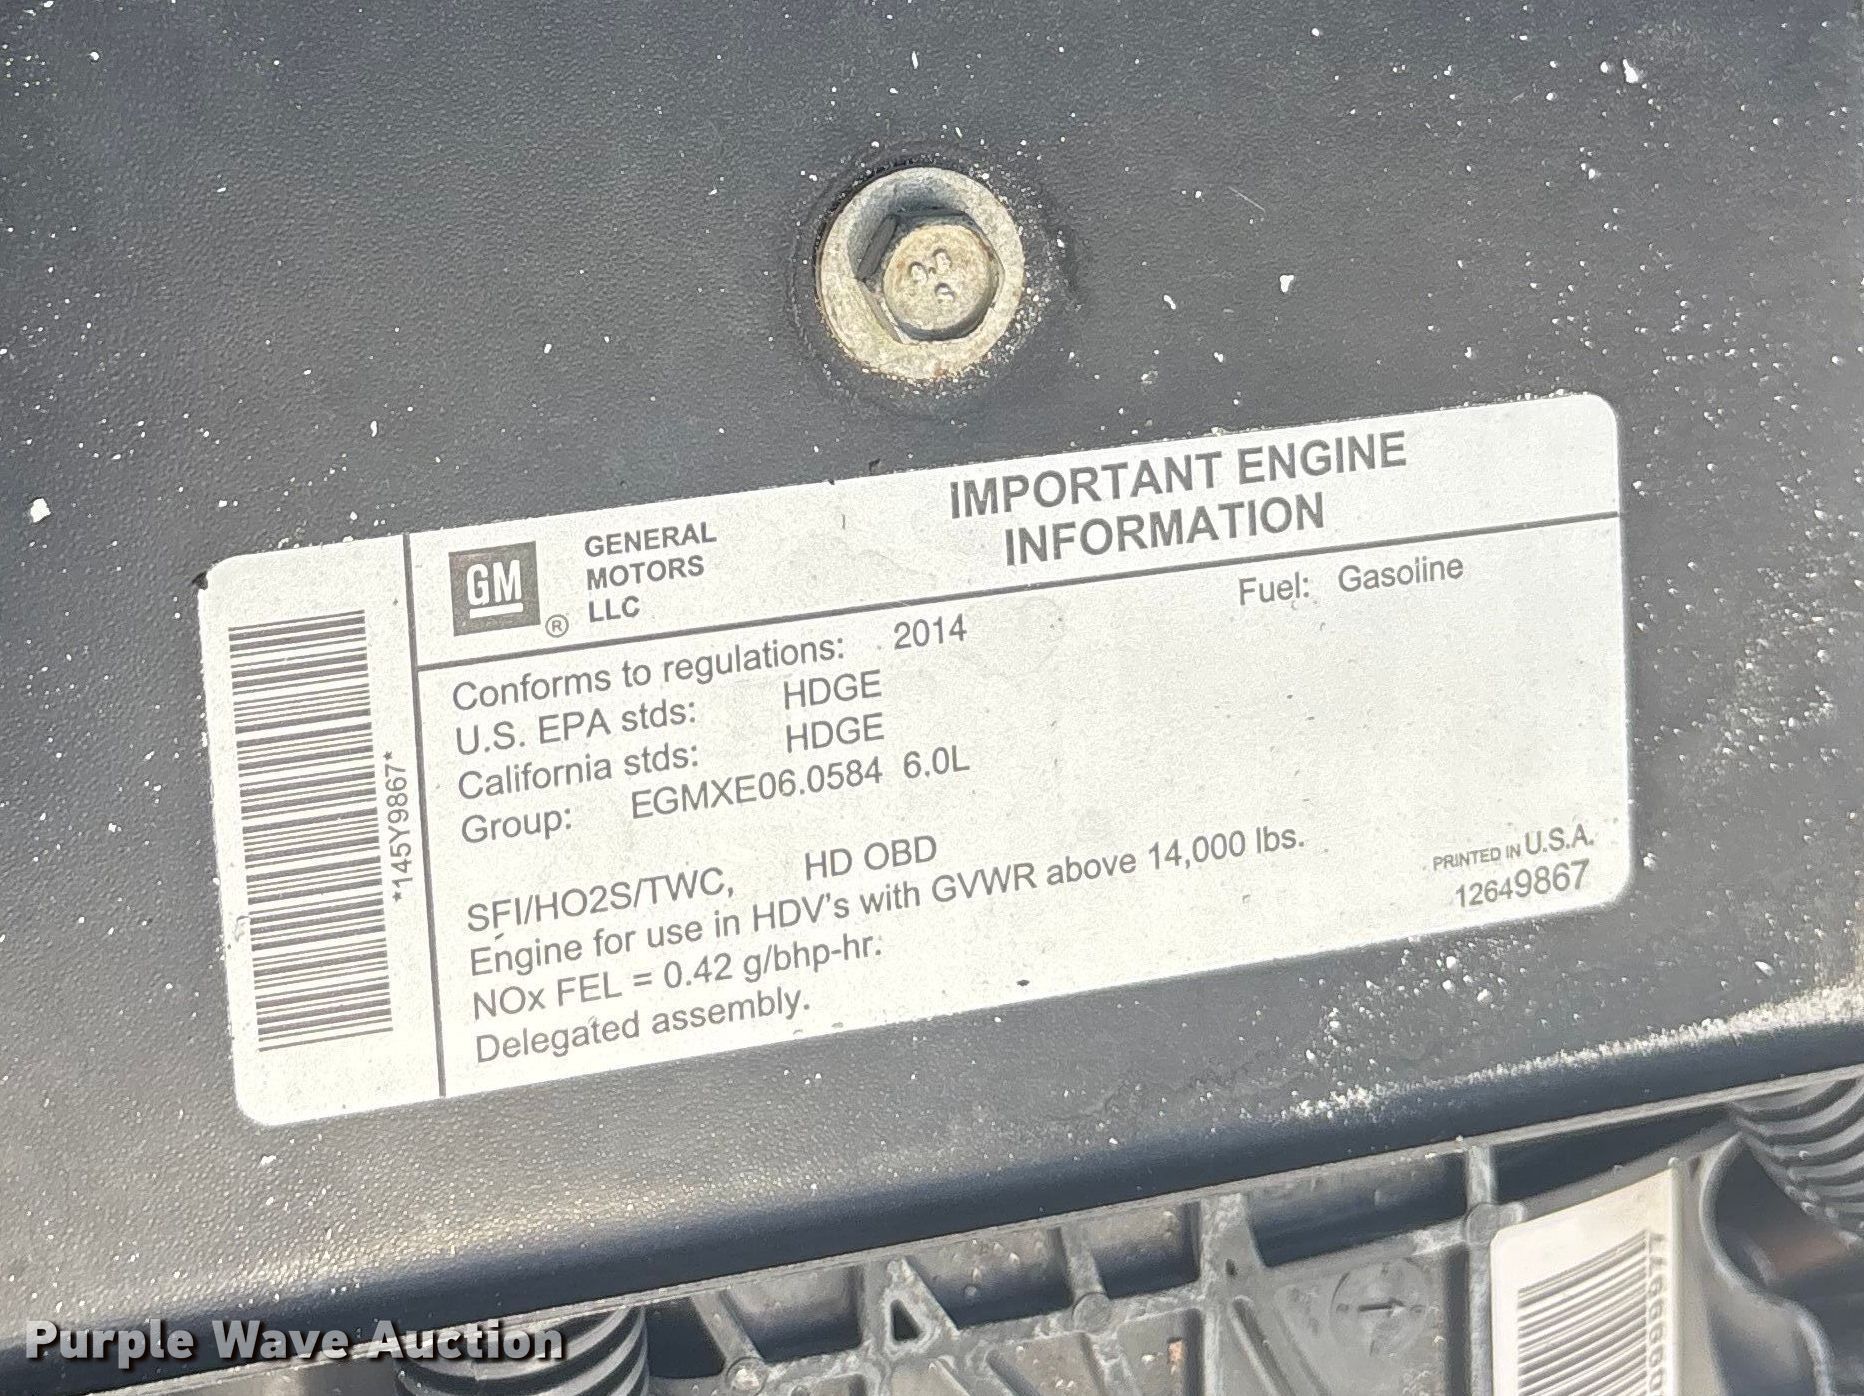 IMPORTANT ENGINE
INFORMATION
GM ®
GENERAL
MOTORS
LLC
Fuel: Gasoline
Conforms to regulations: 2014
U.S. EPA stds: HDGE
California stds: HDGE
Group: EGMXE06.0584 6.0L
SFI/HO2S/TWC, HD OBD
Engine for use in HDV's with GVWR above 14,000 lbs.
NOx FEL = 0.42 g/bhp-hr.
Delegated assembly.
PRINTED IN U.S.A.
12649867
*145Y9867*
Purple Wave Auction